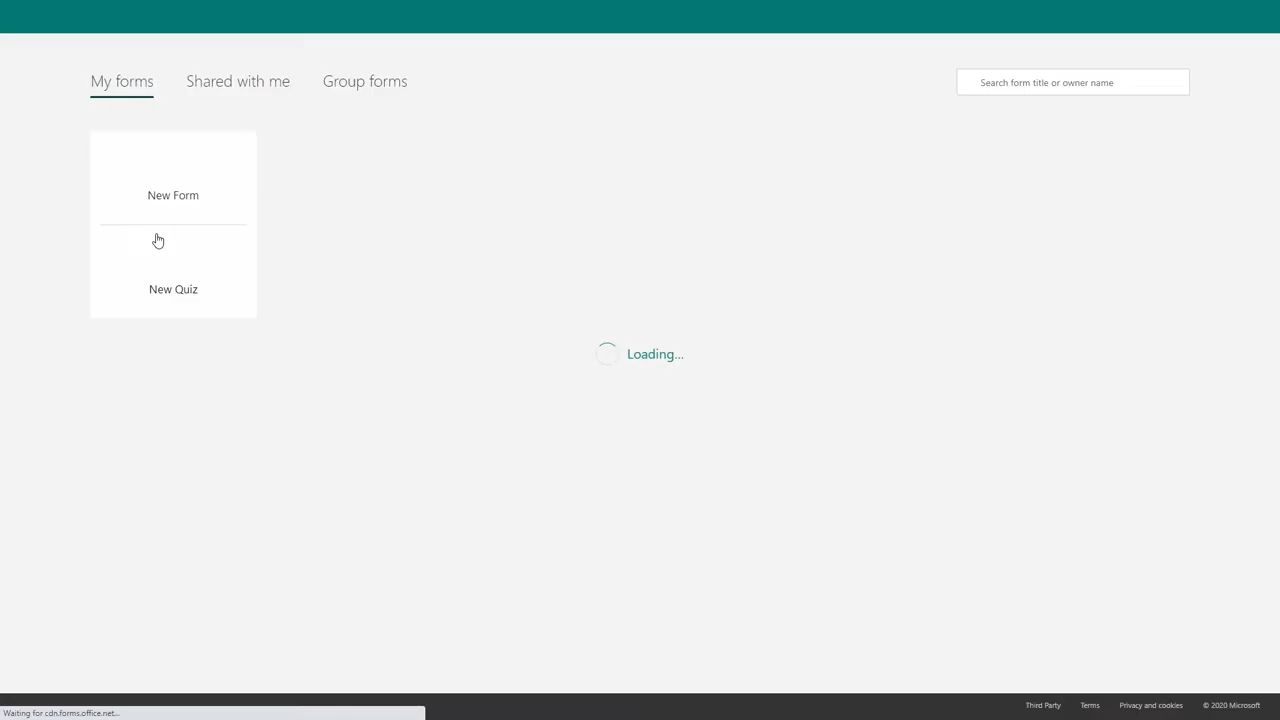 My forms
Shared with me
Group forms
Search form title or owner name
New Form
New Quiz
Loading...
Waiting for cdn.forms.office.net...
Third Party
Terms
Privacy and cookies
© 2020 Microsoft